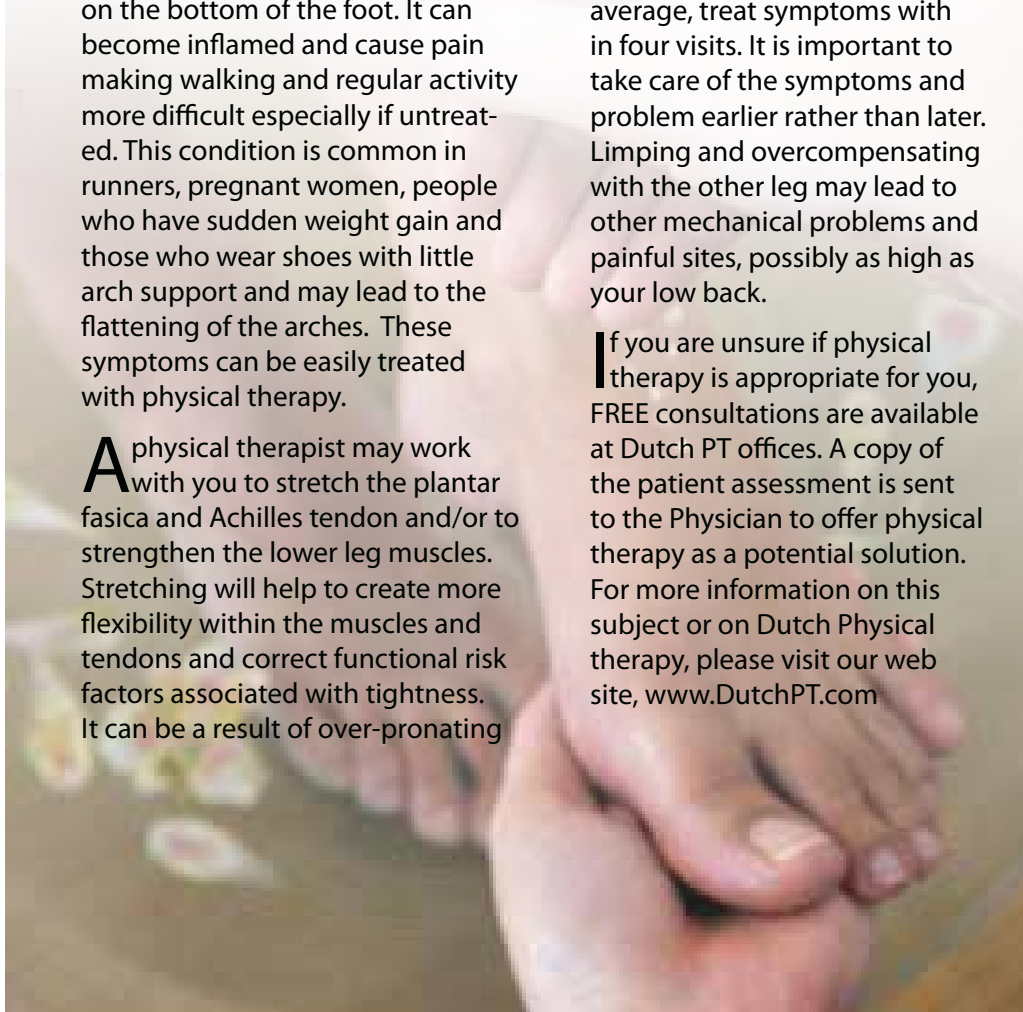 on the bottom of the foot. It can
become inflamed and cause pain
making walking and regular activity
more difficult especially if untreat-
ed. This condition is common in
runners, pregnant women, people
who have sudden weight gain and
those who wear shoes with little
arch support and may lead to the
flattening of the arches.  These
symptoms can be easily treated
with physical therapy.
A physical therapist may work
with you to stretch the plantar
fasica and Achilles tendon and/or to
strengthen the lower leg muscles.
Stretching will help to create more
flexibility within the muscles and
tendons and correct functional risk
factors associated with tightness.
It can be a result of over-pronating
average, treat symptoms with
in four visits. It is important to
take care of the symptoms and
problem earlier rather than later.
Limping and overcompensating
with the other leg may lead to
other mechanical problems and
painful sites, possibly as high as
your low back.
If you are unsure if physical
therapy is appropriate for you,
FREE consultations are available
at Dutch PT offices. A copy of
the patient assessment is sent
to the Physician to offer physical
therapy as a potential solution.
For more information on this
subject or on Dutch Physical
therapy, please visit our web
site, www.DutchPT.com